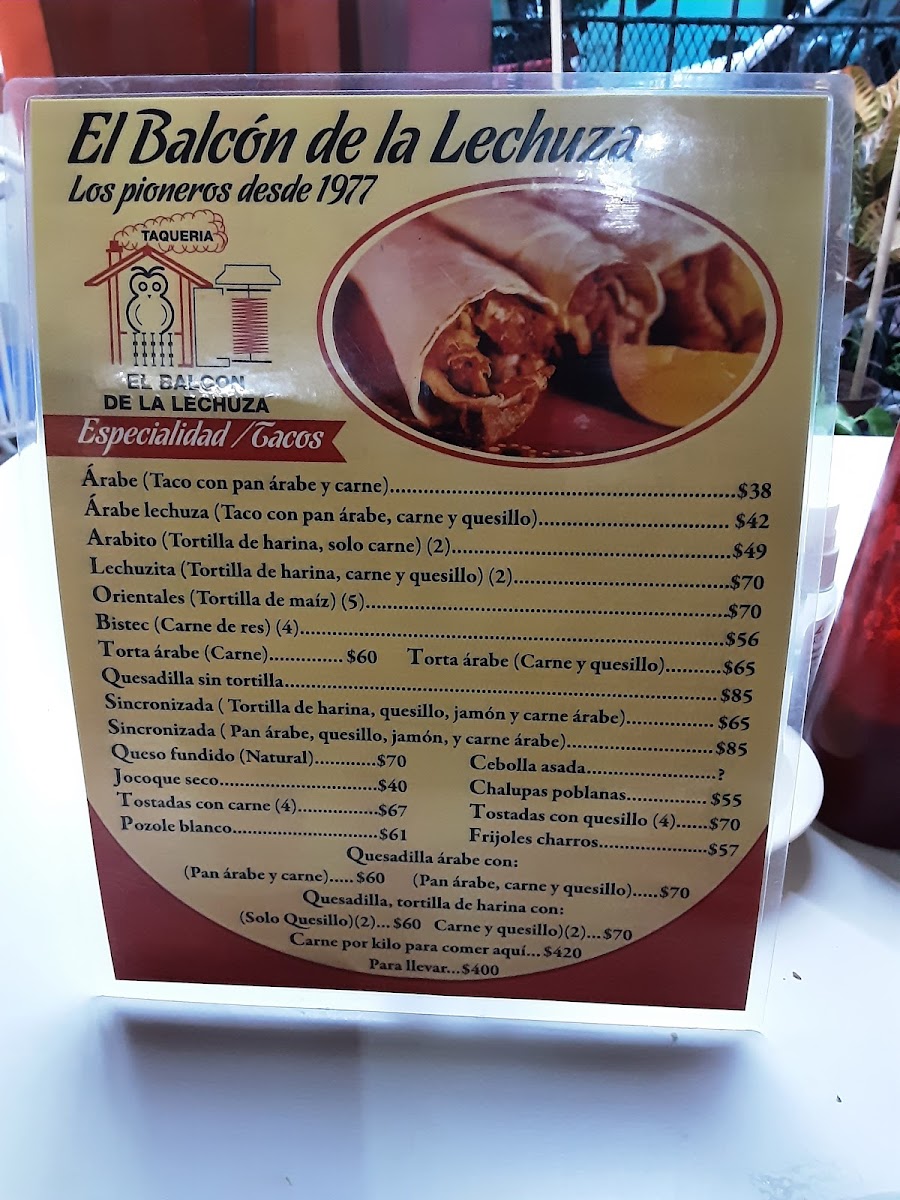 El Balcón de la Lechuza
Los pioneros desde 1977
TAQUERIA
EL BALCON
DE LA LECHUZA
Especialidad /Tacos
Árabe (Taco con pan árabe y carne)...$38
Árabe lechuza (Taco con pan árabe, carne y quesillo)... $42
Arabito (Tortilla de harina, solo carne) (2)...$49
Lechuzita (Tortilla de harina, carne y quesillo) (2)...$70
Orientales (Tortilla de maíz) (5)...$70
Bistec (Carne de res) (4)...$56
Torta árabe (Carne)... $60 Torta árabe (Carne y quesillo)...$65
Quesadilla sin tortilla...$85
Sincronizada ( Tortilla de harina, quesillo, jamón y carne árabe)... $65
Sincronizada ( Pan árabe, quesillo, jamón, y carne árabe)...$85
Queso fundido (Natural)...$70 Cebolla asada...?
Jocoque seco...$40 Chalupas poblanas... $55
Tostadas con carne (4)...$67 Tostadas con quesillo (4)...$70
Pozole blanco...$61 Frijoles charros...$57
Quesadilla árabe con:
(Pan árabe y carne)..... $60 (Pan árabe, carne y quesillo).....$70
Quesadilla, tortilla de harina con:
(Solo Quesillo)(2)... $60 Carne y quesillo)(2)...$70
Carne por kilo para comer aquí... $420
Para llevar...$400